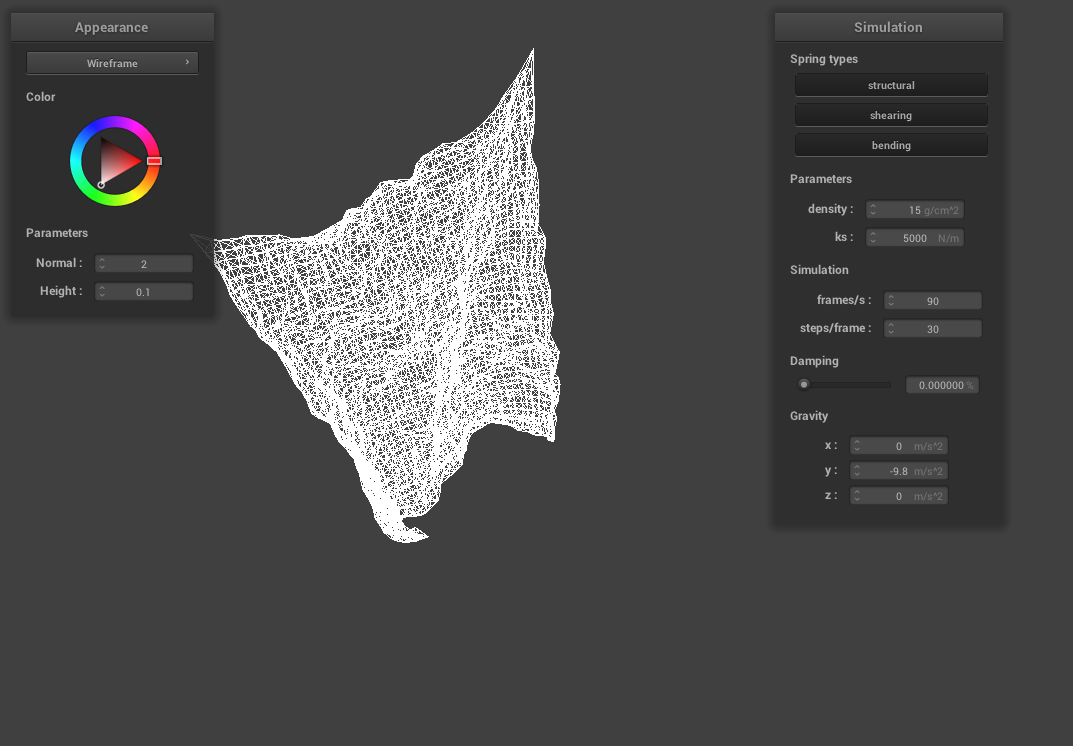 Appearance
Wireframe
Color
Parameters
Normal : 2
Height : 0.1
Simulation
Spring types
structural
shearing
bending
Parameters
density : 15 g/cm^2
ks : 5000 N/m
Simulation
frames/s : 90
steps/frame : 30
Damping
0.000000 %
Gravity
x : 0 m/s^2
y : -9.8 m/s^2
z : 0 m/s^2